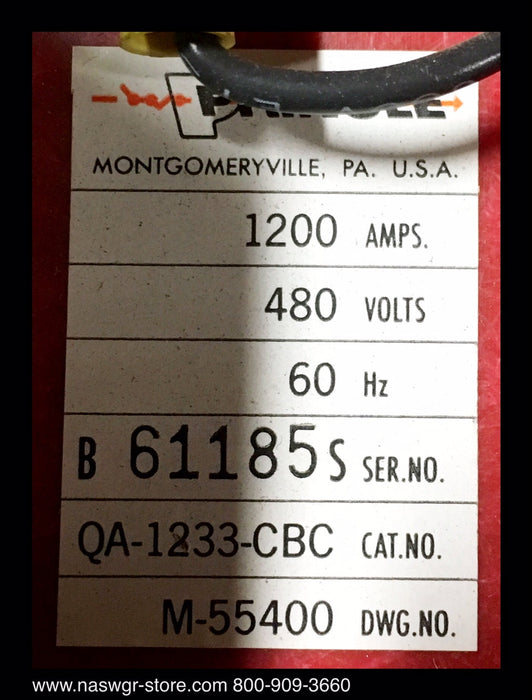 MONTGOMERYVILLE, PA. U.S.A.
1200 AMPS.
480 VOLTS
60 Hz
B 61185 S SER.NO.
QA-1233-CBC CAT.NO.
M-55400 DWG.NO.
www.naswgr-store.com 800-909-3660